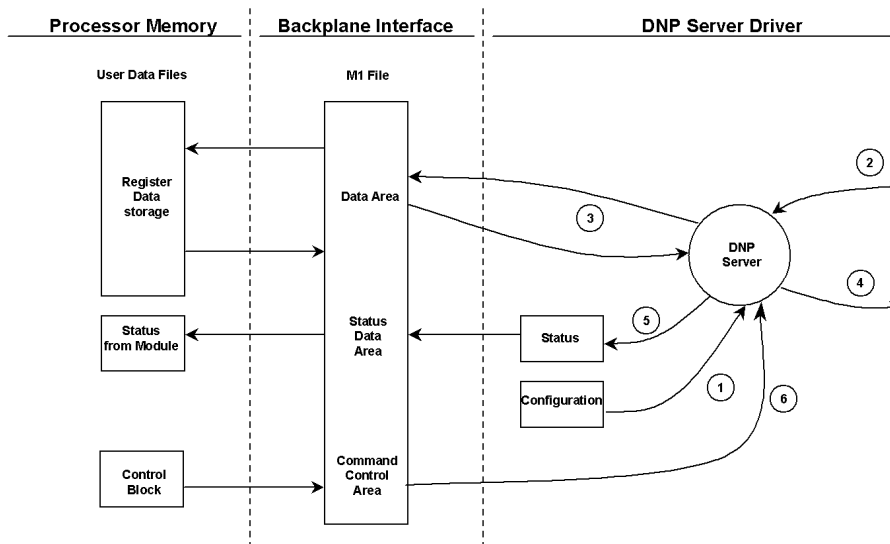 Processor Memory
Backplane Interface
DNP Server Driver
User Data Files
M1 File
Register
Data
storage
Data Area
2
3
DNP
Server
4
Status
from Module
Status
Data
Area
Status
5
Configuration
1
6
Control
Block
Command
Control
Area